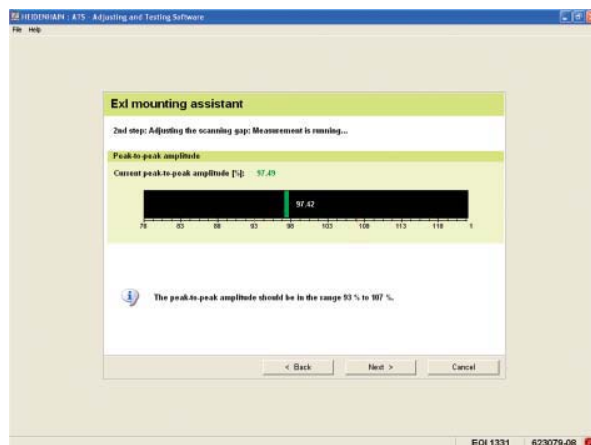 HEIDENHAIN : ATS - Adjusting and Testing Software
File Help
ExI mounting assistant
2nd step: Adjusting the scanning gap: Measurement is running...
Peak-to-peak amplitude
Current peak-to-peak amplitude [%]: 97.49
97.42
78 83 88 93 98 103 108 113 118 1
The peak-to-peak amplitude should be in the range 93 % to 107 %.
< Back Next > Cancel
EQI 1331 623079-08